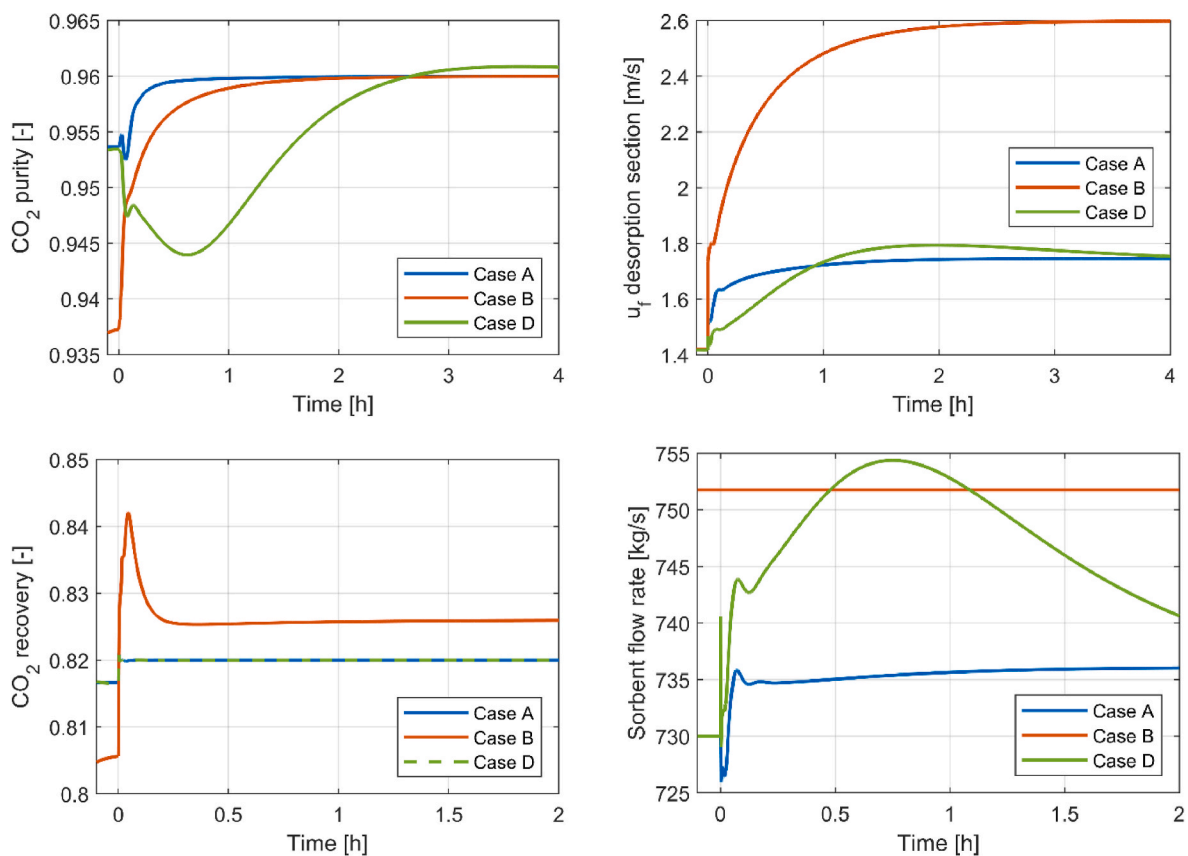 CO2 purity [-]
0.965
0.96
0.955
0.95
0.945
0.94
0.935
Case A
Case B
Case D
0 1 2 3 4
Time [h]
uf desorption section [m/s]
2.6
2.4
2.2
2
1.8
1.6
1.4
Case A
Case B
Case D
0 1 2 3 4
Time [h]
CO2 recovery [-]
0.85
0.84
0.83
0.82
0.81
0.8
Case A
Case B
Case D
0 0.5 1 1.5 2
Time [h]
Sorbent flow rate [kg/s]
755
750
745
740
735
730
725
Case A
Case B
Case D
0 0.5 1 1.5 2
Time [h]